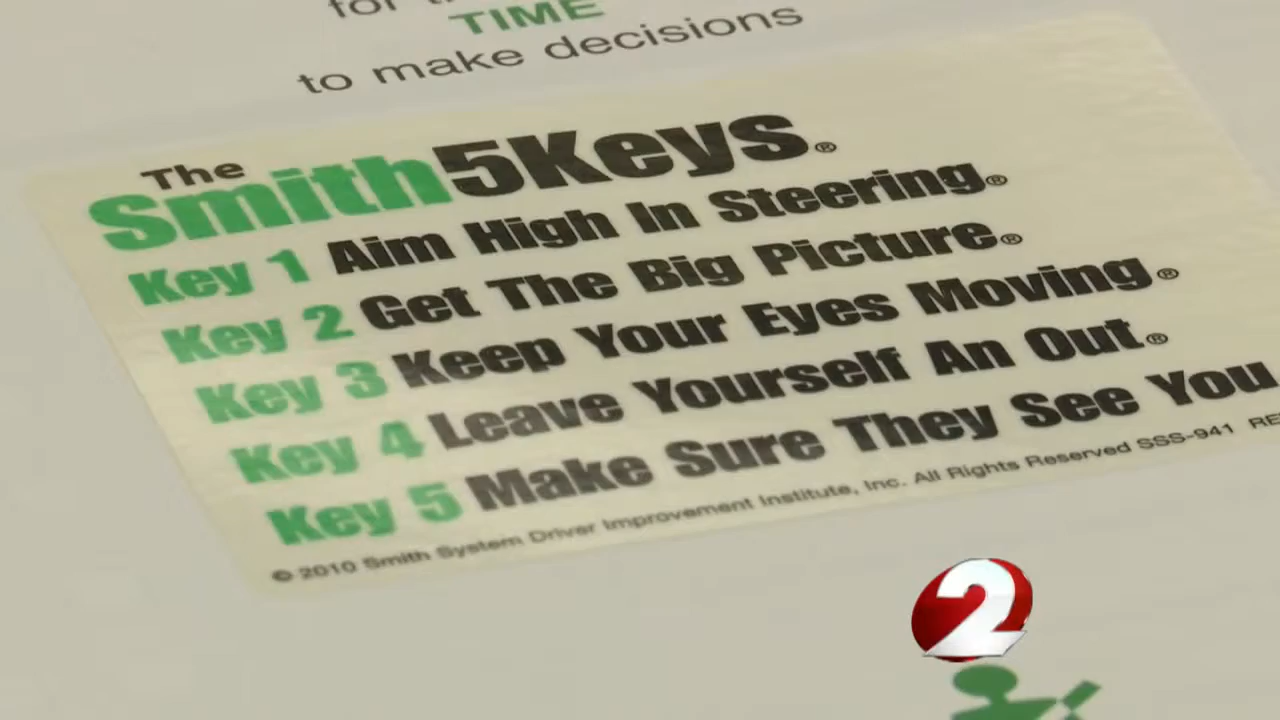 for
TIME
to make decisions
The
Smith5Keys®
Key 1 Aim High In Steering.®
Key 2 Get The Big Picture.®
Key 3 Keep Your Eyes Moving.®
Key 4 Leave Yourself An Out.®
Key 5 Make Sure They See You
© 2010 Smith System Driver Improvement Institute, Inc. All Rights Reserved SSS-941
2